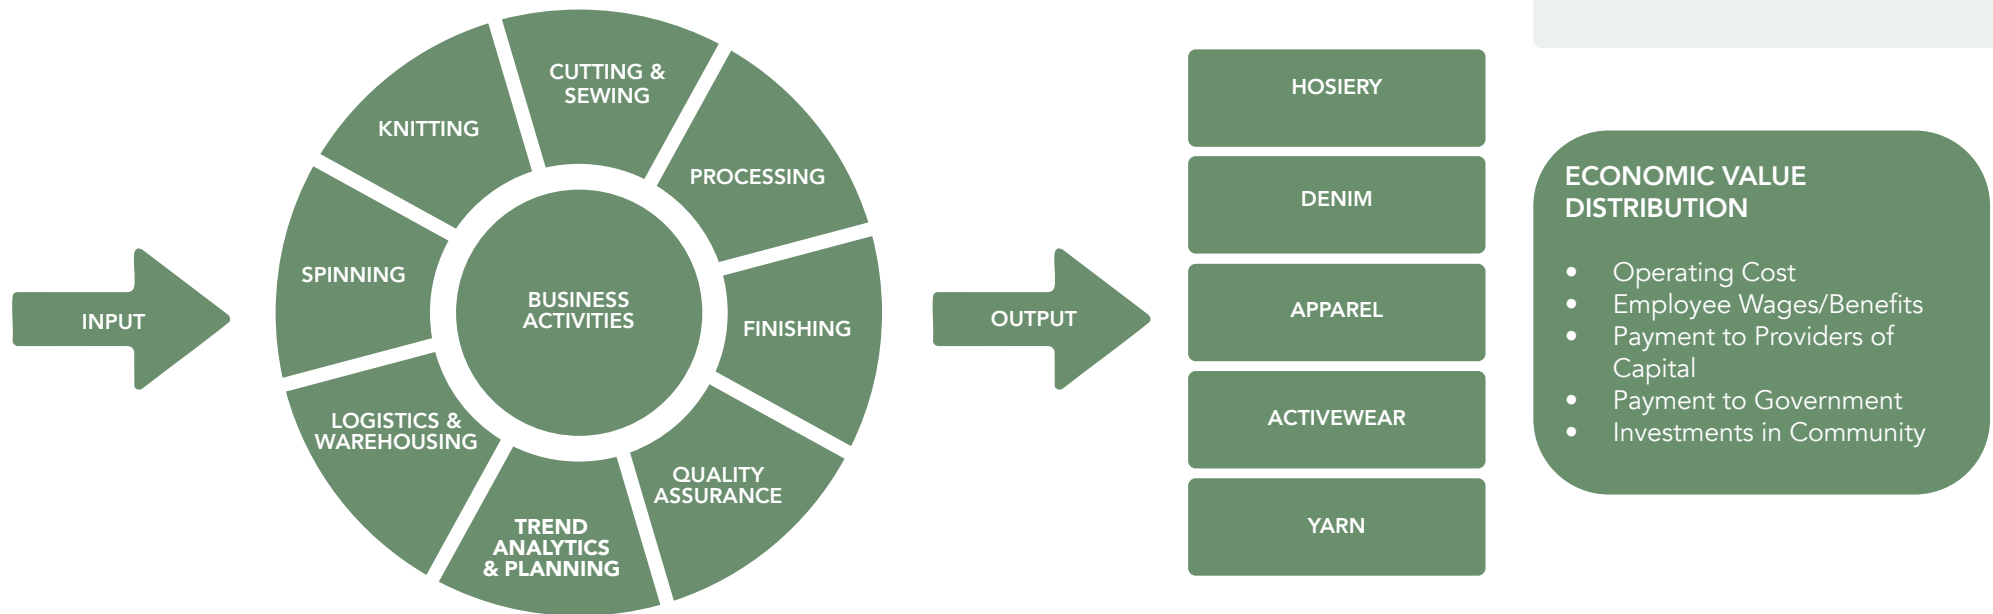 INPUT
CUTTING &
SEWING
PROCESSING
FINISHING
QUALITY
ASSURANCE
TREND
ANALYTICS
& PLANNING
LOGISTICS &
WAREHOUSING
SPINNING
KNITTING
BUSINESS
ACTIVITIES
OUTPUT
HOSIERY
DENIM
APPAREL
ACTIVEWEAR
YARN
ECONOMIC VALUE
DISTRIBUTION
• Operating Cost
• Employee Wages/Benefits
• Payment to Providers of
Capital
• Payment to Government
• Investments in Community